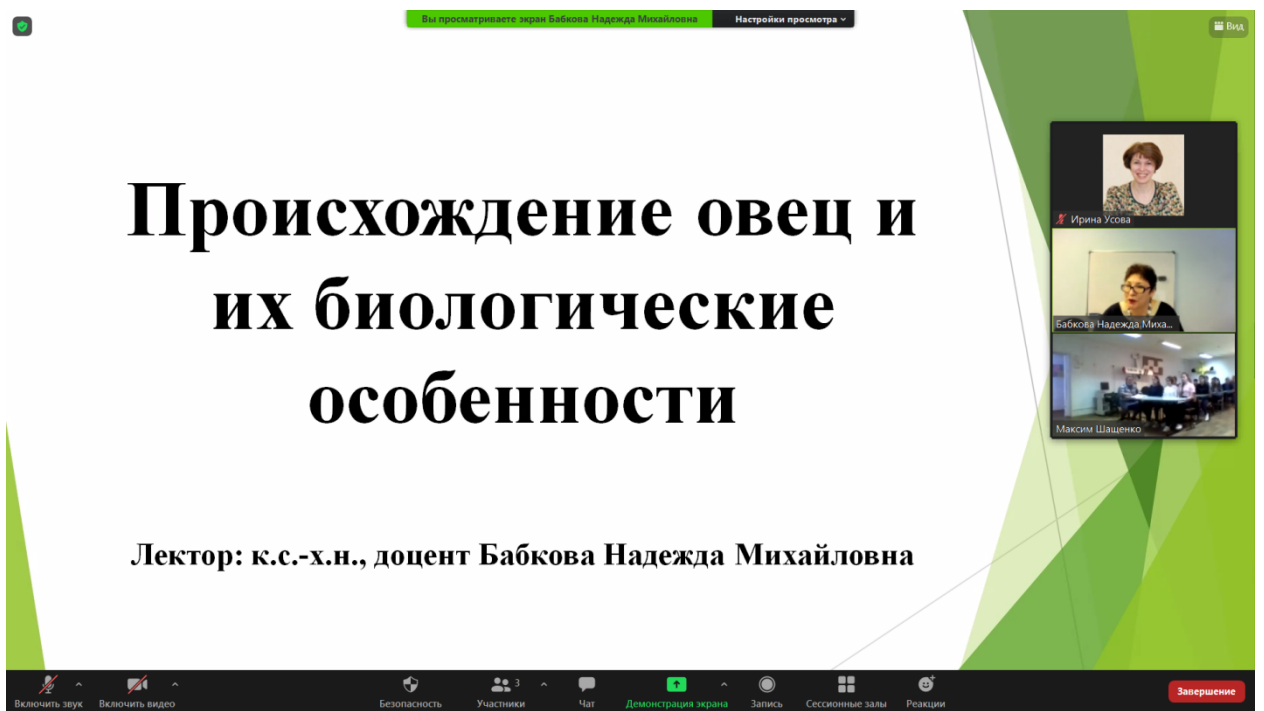 Вы просматриваете экран Бабкова Надежда Михайловна
Настройки просмотра
Вид
Происхождение овец и
их биологические
особенности
Лектор: к.с.-х.н., доцент Бабкова Надежда Михайловна
Ирина Усова
Бабкова Надежда Миха...
Максим Шащенко
Включить звук
Включить видео
Безопасность
3
Участники
Чат
Демонстрация экрана
Запись
Сессионные залы
Реакции
Завершение